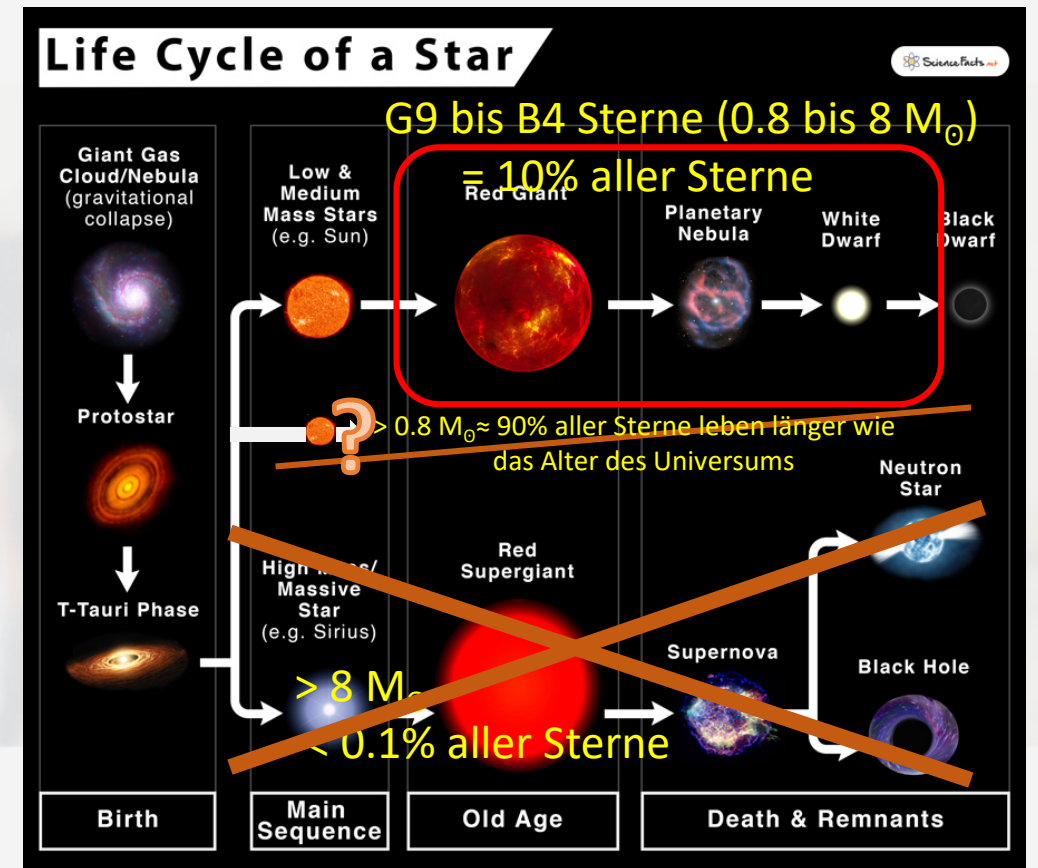 Life Cycle of a Star
ScienceFacts.net
G9 bis B4 Sterne (0.8 bis 8 M☉)
= 10% aller Sterne
Giant Gas
Cloud/Nebula
(gravitational
collapse)
Low &
Medium
Mass Stars
(e.g. Sun)
Red Giant
Planetary
Nebula
White
Dwarf
Black
Dwarf
Protostar
?
> 0.8 M☉≈ 90% aller Sterne leben länger wie
das Alter des Universums
Neutron
Star
T-Tauri Phase
High Mass/
Massive
Star
(e.g. Sirius)
Red
Supergiant
Supernova
Black Hole
> 8 M☉
< 0.1% aller Sterne
Birth
Main
Sequence
Old Age
Death & Remnants